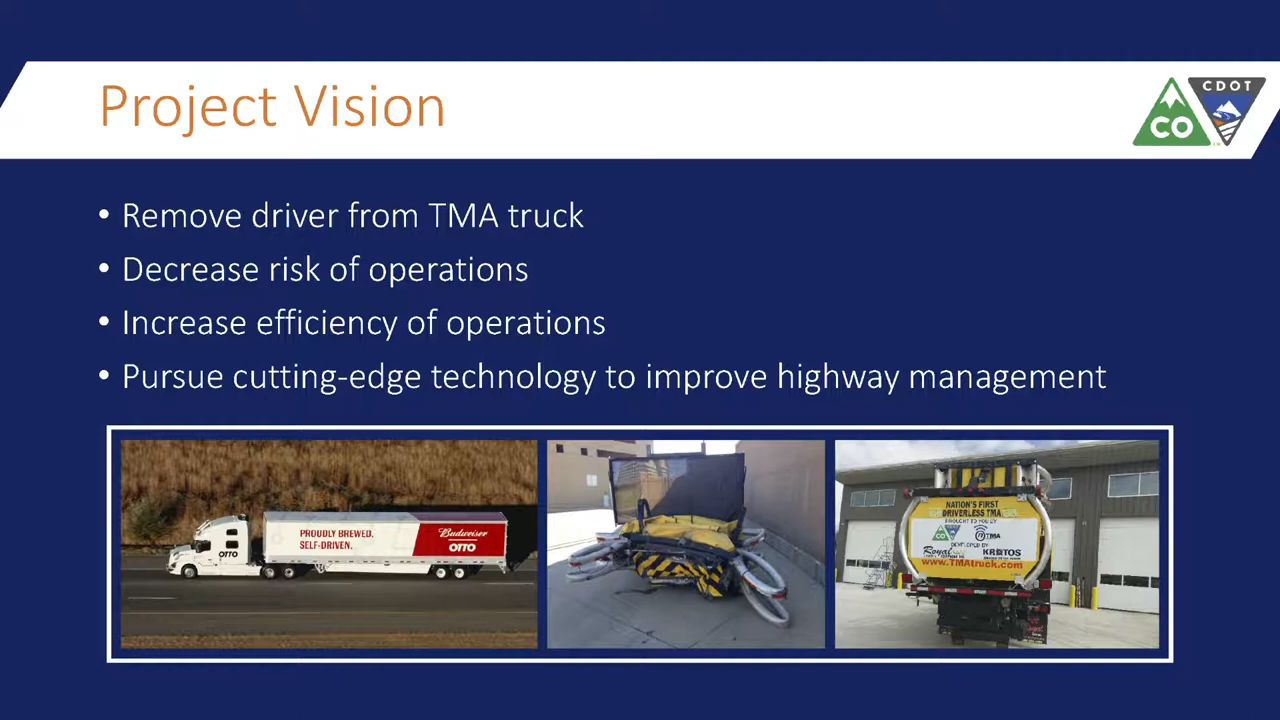 Project Vision
CO
CDOT
• Remove driver from TMA truck
• Decrease risk of operations
• Increase efficiency of operations
• Pursue cutting-edge technology to improve highway management
PROUDLY BREWED.
SELF-DRIVEN.
Budweiser
OTTO
OTTO
NATION'S FIRST
DRIVERLESS TMA
BROUGHT TO YOU BY
TMA
DEVELOPED BY
Royal
KRATOS
www.TMAtruck.com